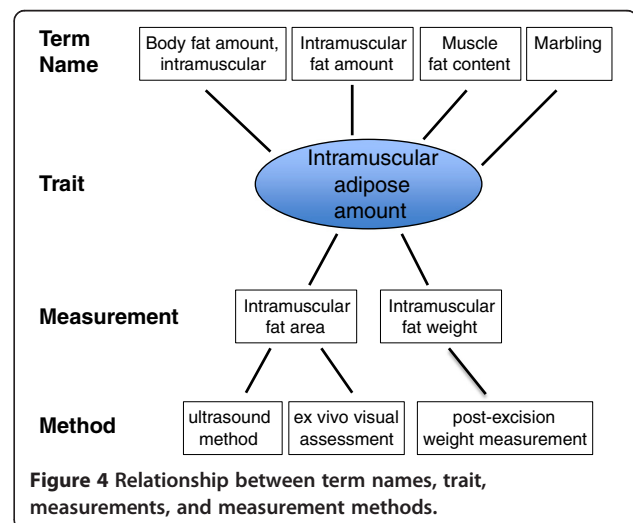 Term
Name
Body fat amount,
intramuscular
Intramuscular
fat amount
Muscle
fat content
Marbling
Trait
Intramuscular
adipose
amount
Measurement
Intramuscular
fat area
Intramuscular
fat weight
Method
ultrasound
method
ex vivo visual
assessment
post-excision
weight measurement
Figure 4 Relationship between term names, trait,
measurements, and measurement methods.